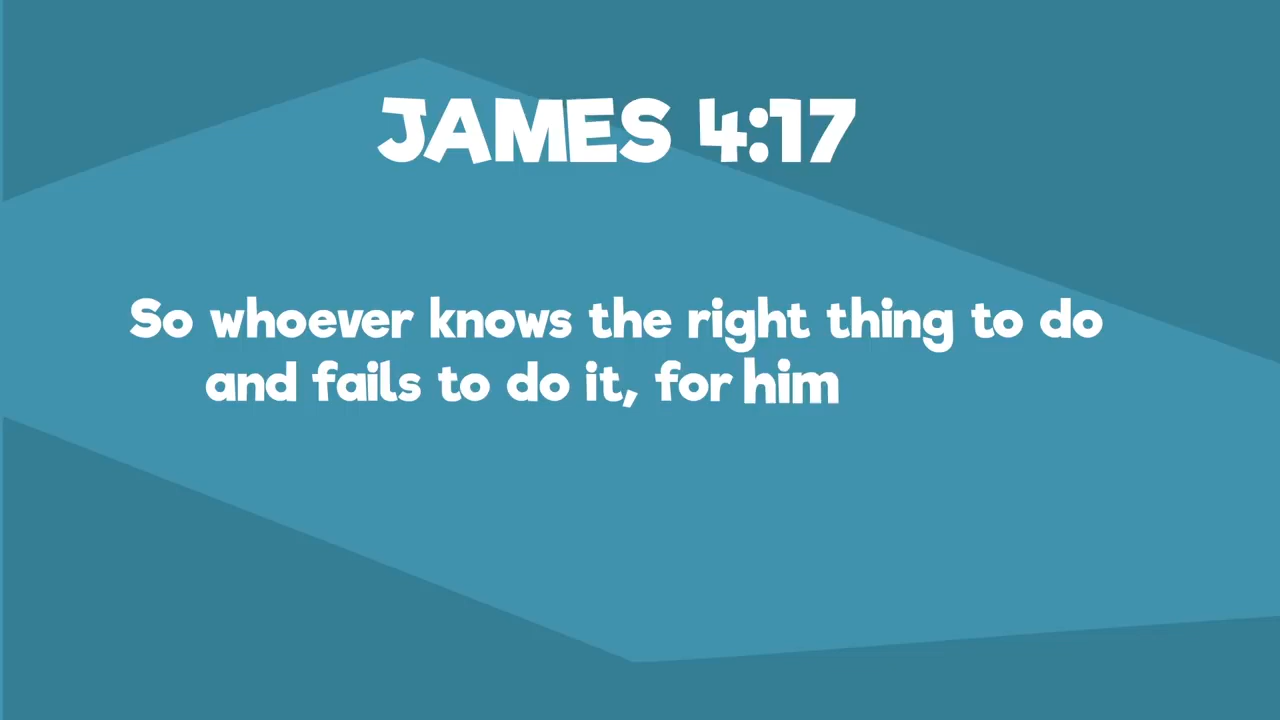 JAMES 4:17
So whoever knows the right thing to do
and fails to do it, for him